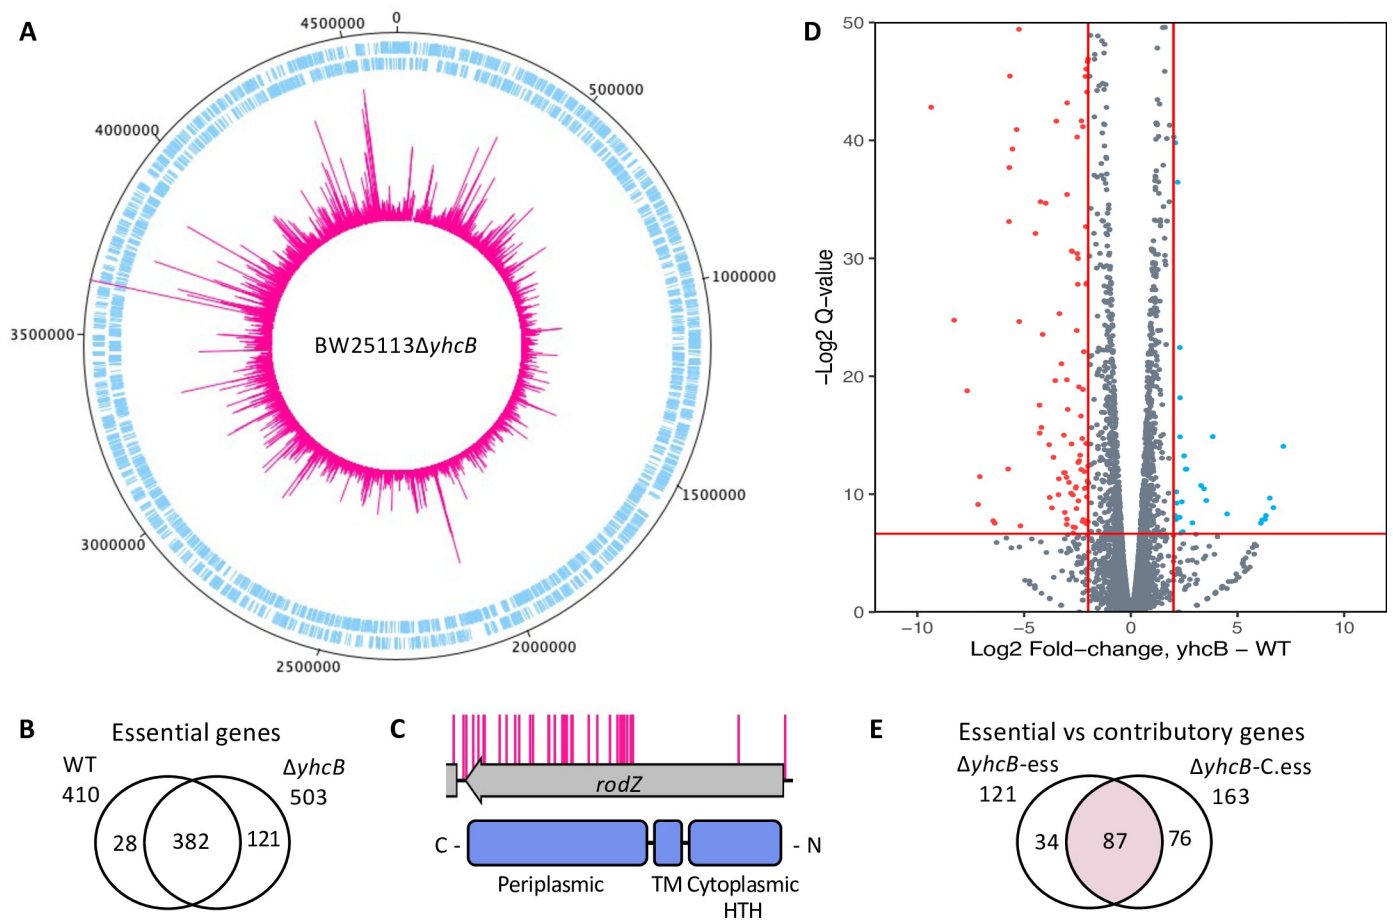 A
0
500000
1000000
1500000
2000000
2500000
3000000
3500000
4000000
4500000
BW25113ΔyhcB
D
50
40
30
20
10
0
-Log2 Q-value
−10
−5
0
5
10
Log2 Fold-change, yhcB − WT
B
Essential genes
WT
410
ΔyhcB
503
28
382
121
C
rodZ
C -
- N
Periplasmic
TM
Cytoplasmic
HTH
E
Essential vs contributory genes
ΔyhcB-ess
121
ΔyhcB-C.ess
163
34
87
76